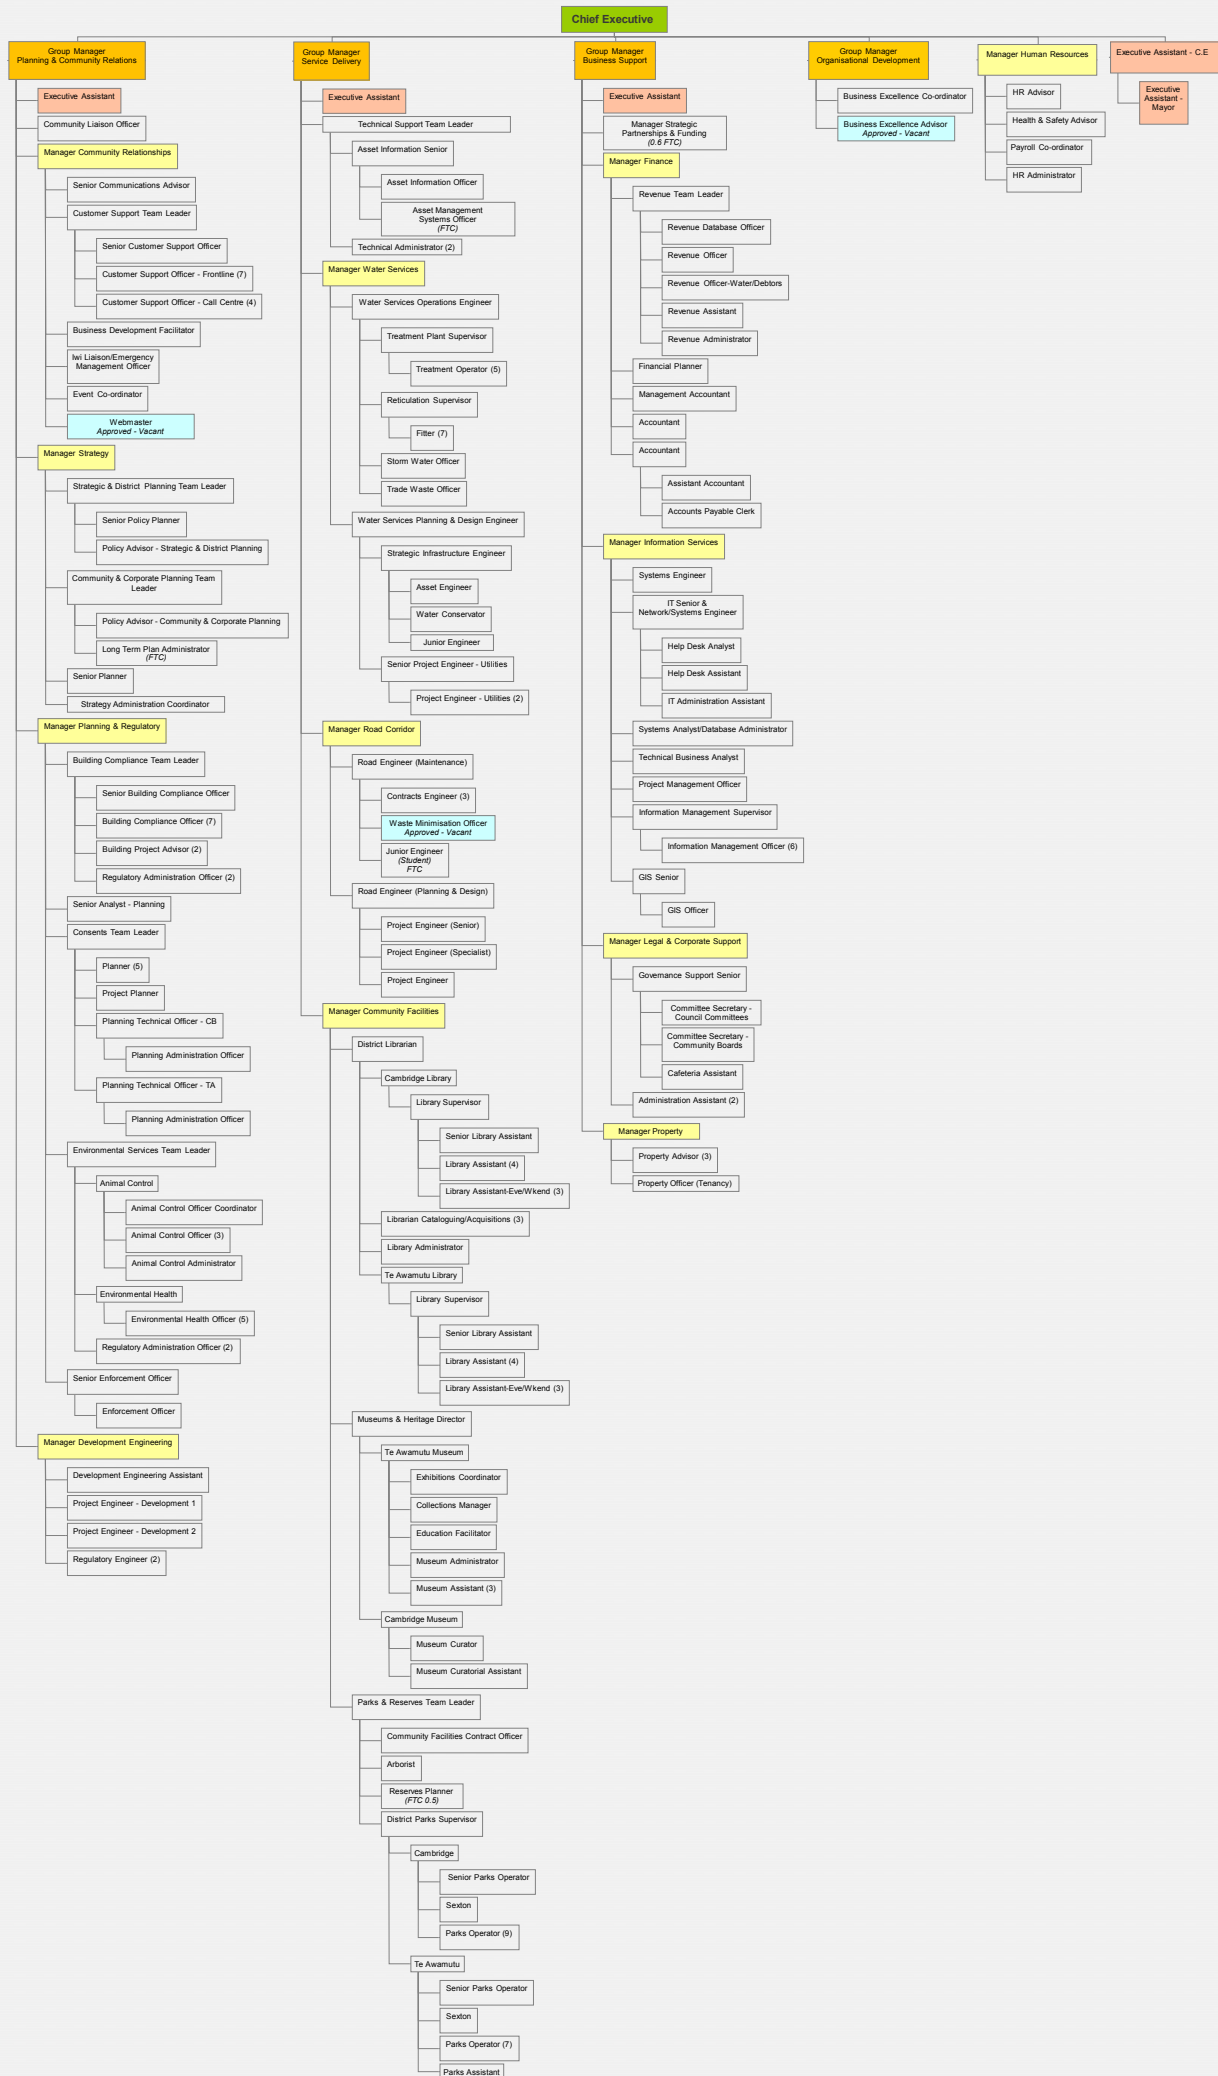 Chief Executive
Group Manager
Planning & Community Relations
Executive Assistant
Community Liaison Officer
Manager Community Relationships
Senior Communications Advisor
Customer Support Team Leader
Senior Customer Support Officer
Customer Support Officer - Frontline (7)
Customer Support Officer - Call Centre (4)
Business Development Facilitator
Iwi Liaison/Emergency
Management Officer
Event Co-ordinator
Webmaster
Approved - Vacant
Manager Strategy
Strategic & District Planning Team Leader
Senior Policy Planner
Policy Advisor - Strategic & District Planning
Community & Corporate Planning Team
Leader
Policy Advisor - Community & Corporate Planning
Long Term Plan Administrator
(FTC)
Senior Planner
Strategy Administration Coordinator
Manager Planning & Regulatory
Building Compliance Team Leader
Senior Building Compliance Officer
Building Compliance Officer (7)
Building Project Advisor (2)
Regulatory Administration Officer (2)
Senior Analyst - Planning
Consents Team Leader
Planner (5)
Project Planner
Planning Technical Officer - CB
Planning Administration Officer
Planning Technical Officer - TA
Planning Administration Officer
Environmental Services Team Leader
Animal Control
Animal Control Officer Coordinator
Animal Control Officer (3)
Animal Control Administrator
Environmental Health
Environmental Health Officer (5)
Regulatory Administration Officer (2)
Senior Enforcement Officer
Enforcement Officer
Manager Development Engineering
Development Engineering Assistant
Project Engineer - Development 1
Project Engineer - Development 2
Regulatory Engineer (2)
Group Manager
Service Delivery
Executive Assistant
Technical Support Team Leader
Asset Information Senior
Asset Information Officer
Asset Management
Systems Officer
(FTC)
Technical Administrator (2)
Manager Water Services
Water Services Operations Engineer
Treatment Plant Supervisor
Treatment Operator (5)
Reticulation Supervisor
Fitter (7)
Storm Water Officer
Trade Waste Officer
Water Services Planning & Design Engineer
Strategic Infrastructure Engineer
Asset Engineer
Water Conservator
Junior Engineer
Senior Project Engineer - Utilities
Project Engineer - Utilities (2)
Manager Road Corridor
Road Engineer (Maintenance)
Contracts Engineer (3)
Waste Minimisation Officer
Approved - Vacant
Junior Engineer
(Student)
FTC
Road Engineer (Planning & Design)
Project Engineer (Senior)
Project Engineer (Specialist)
Project Engineer
Manager Community Facilities
District Librarian
Cambridge Library
Library Supervisor
Senior Library Assistant
Library Assistant (4)
Library Assistant-Eve/Wkend (3)
Librarian Cataloguing/Acquisitions (3)
Library Administrator
Te Awamutu Library
Library Supervisor
Senior Library Assistant
Library Assistant (4)
Library Assistant-Eve/Wkend (3)
Museums & Heritage Director
Te Awamutu Museum
Exhibitions Coordinator
Collections Manager
Education Facilitator
Museum Administrator
Museum Assistant (3)
Cambridge Museum
Museum Curator
Museum Curatorial Assistant
Parks & Reserves Team Leader
Community Facilities Contract Officer
Arborist
Reserves Planner
(FTC 0.5)
District Parks Supervisor
Cambridge
Senior Parks Operator
Sexton
Parks Operator (9)
Te Awamutu
Senior Parks Operator
Sexton
Parks Operator (7)
Parks Assistant
Group Manager
Business Support
Executive Assistant
Manager Strategic
Partnerships & Funding
(0.6 FTC)
Manager Finance
Revenue Team Leader
Revenue Database Officer
Revenue Officer
Revenue Officer-Water/Debtors
Revenue Assistant
Revenue Administrator
Financial Planner
Management Accountant
Accountant
Accountant
Assistant Accountant
Accounts Payable Clerk
Manager Information Services
Systems Engineer
IT Senior &
Network/Systems Engineer
Help Desk Analyst
Help Desk Assistant
IT Administration Assistant
Systems Analyst/Database Administrator
Technical Business Analyst
Project Management Officer
Information Management Supervisor
Information Management Officer (6)
GIS Senior
GIS Officer
Manager Legal & Corporate Support
Governance Support Senior
Committee Secretary -
Council Committees
Committee Secretary -
Community Boards
Cafeteria Assistant
Administration Assistant (2)
Manager Property
Property Advisor (3)
Property Officer (Tenancy)
Group Manager
Organisational Development
Business Excellence Co-ordinator
Business Excellence Advisor
Approved - Vacant
Manager Human Resources
HR Advisor
Health & Safety Advisor
Payroll Co-ordinator
HR Administrator
Executive Assistant - C.E
Executive
Assistant -
Mayor